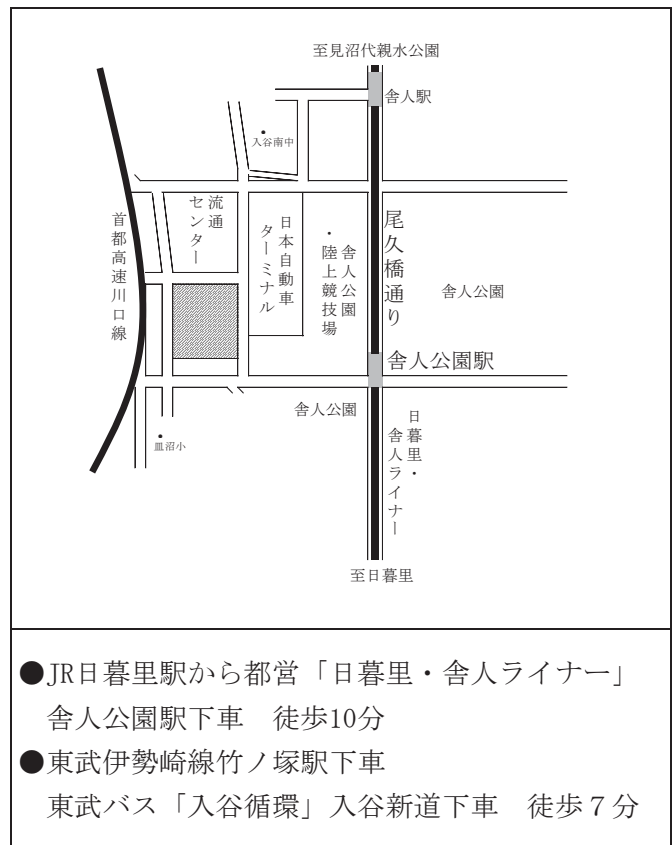 至見沼代親水公園
舎人駅
入谷南中
流通
センター
日本自動車
ターミナル
舎人公園
・陸上競技場
尾久橋通り
首都高速川口線
舎人公園
舎人公園駅
舎人公園
皿沼小
日暮里・
舎人ライナー
至日暮里
●JR日暮里駅から都営「日暮里・舎人ライナー」
舎人公園駅下車　徒歩10分
●東武伊勢崎線竹ノ塚駅下車
東武バス「入谷循環」入谷新道下車　徒歩７分